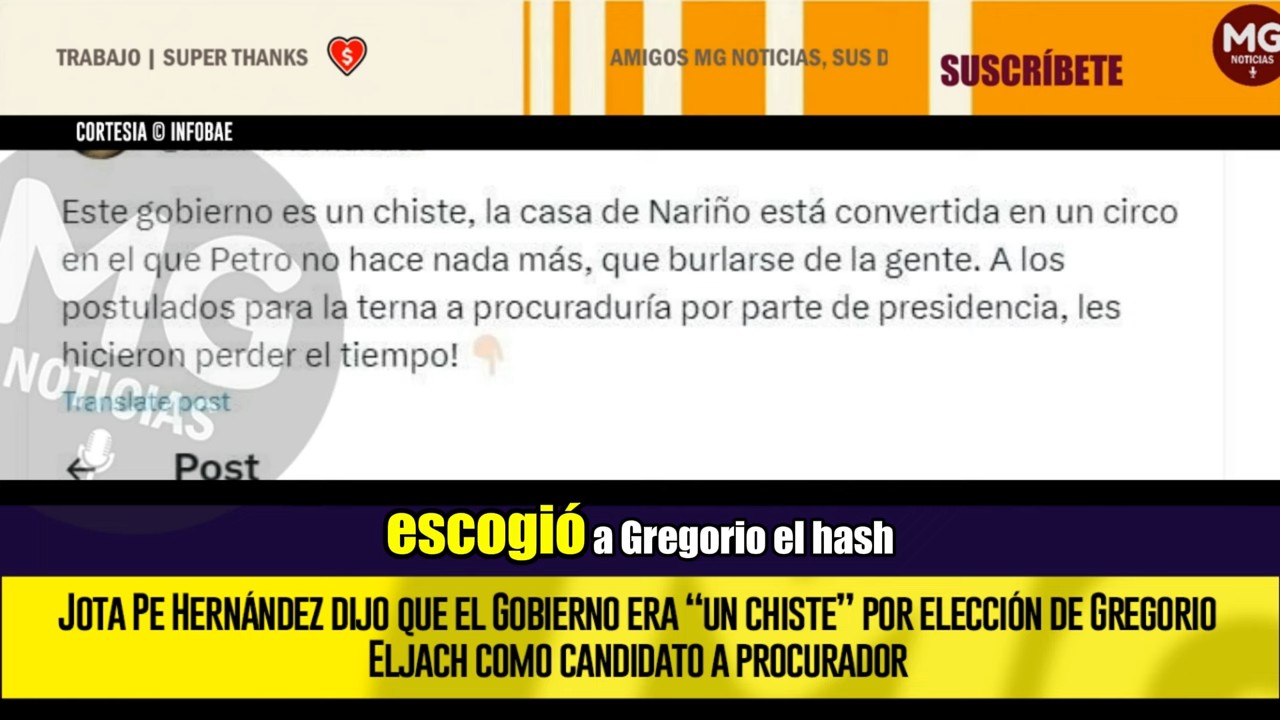 TRABAJO | SUPER THANKS
AMIGOS MG NOTICIAS, SUS D
SUSCRÍBETE
MG
NOTICIAS
CORTESIA © INFOBAE
Este gobierno es un chiste, la casa de Nariño está convertida en un circo
en el que Petro no hace nada más, que burlarse de la gente. A los
postulados para la terna a procuraduría por parte de presidencia, les
hicieron perder el tiempo!
Translate post
Post
MG
NOTICIAS
escogió a Gregorio el hash
JOTA PE HERNÁNDEZ DIJO QUE EL GOBIERNO ERA “UN CHISTE” POR ELECCIÓN DE GREGORIO
ELJACH COMO CANDIDATO A PROCURADOR